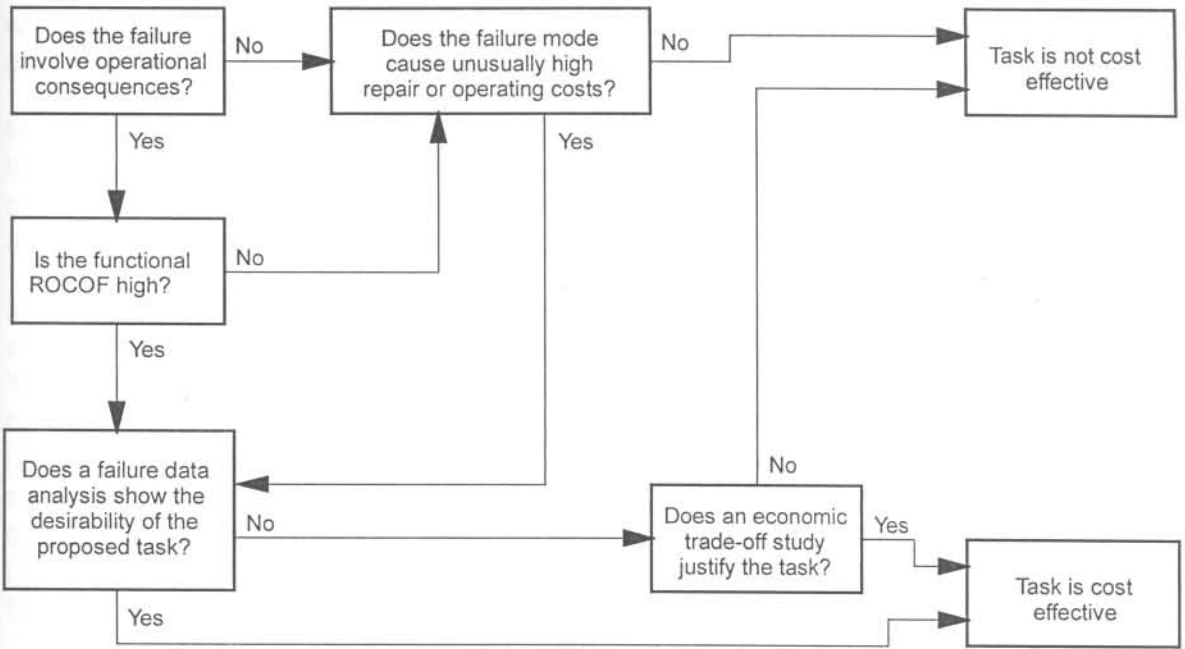 Does the failure
involve operational
consequences?
No
Does the failure mode
cause unusually high
repair or operating costs?
No
Task is not cost
effective
Yes
Yes
Is the functional
ROCOF high?
No
Yes
Does a failure data
analysis show the
desirability of the
proposed task?
No
No
Does an economic
trade-off study
justify the task?
Yes
Task is cost
effective
Yes